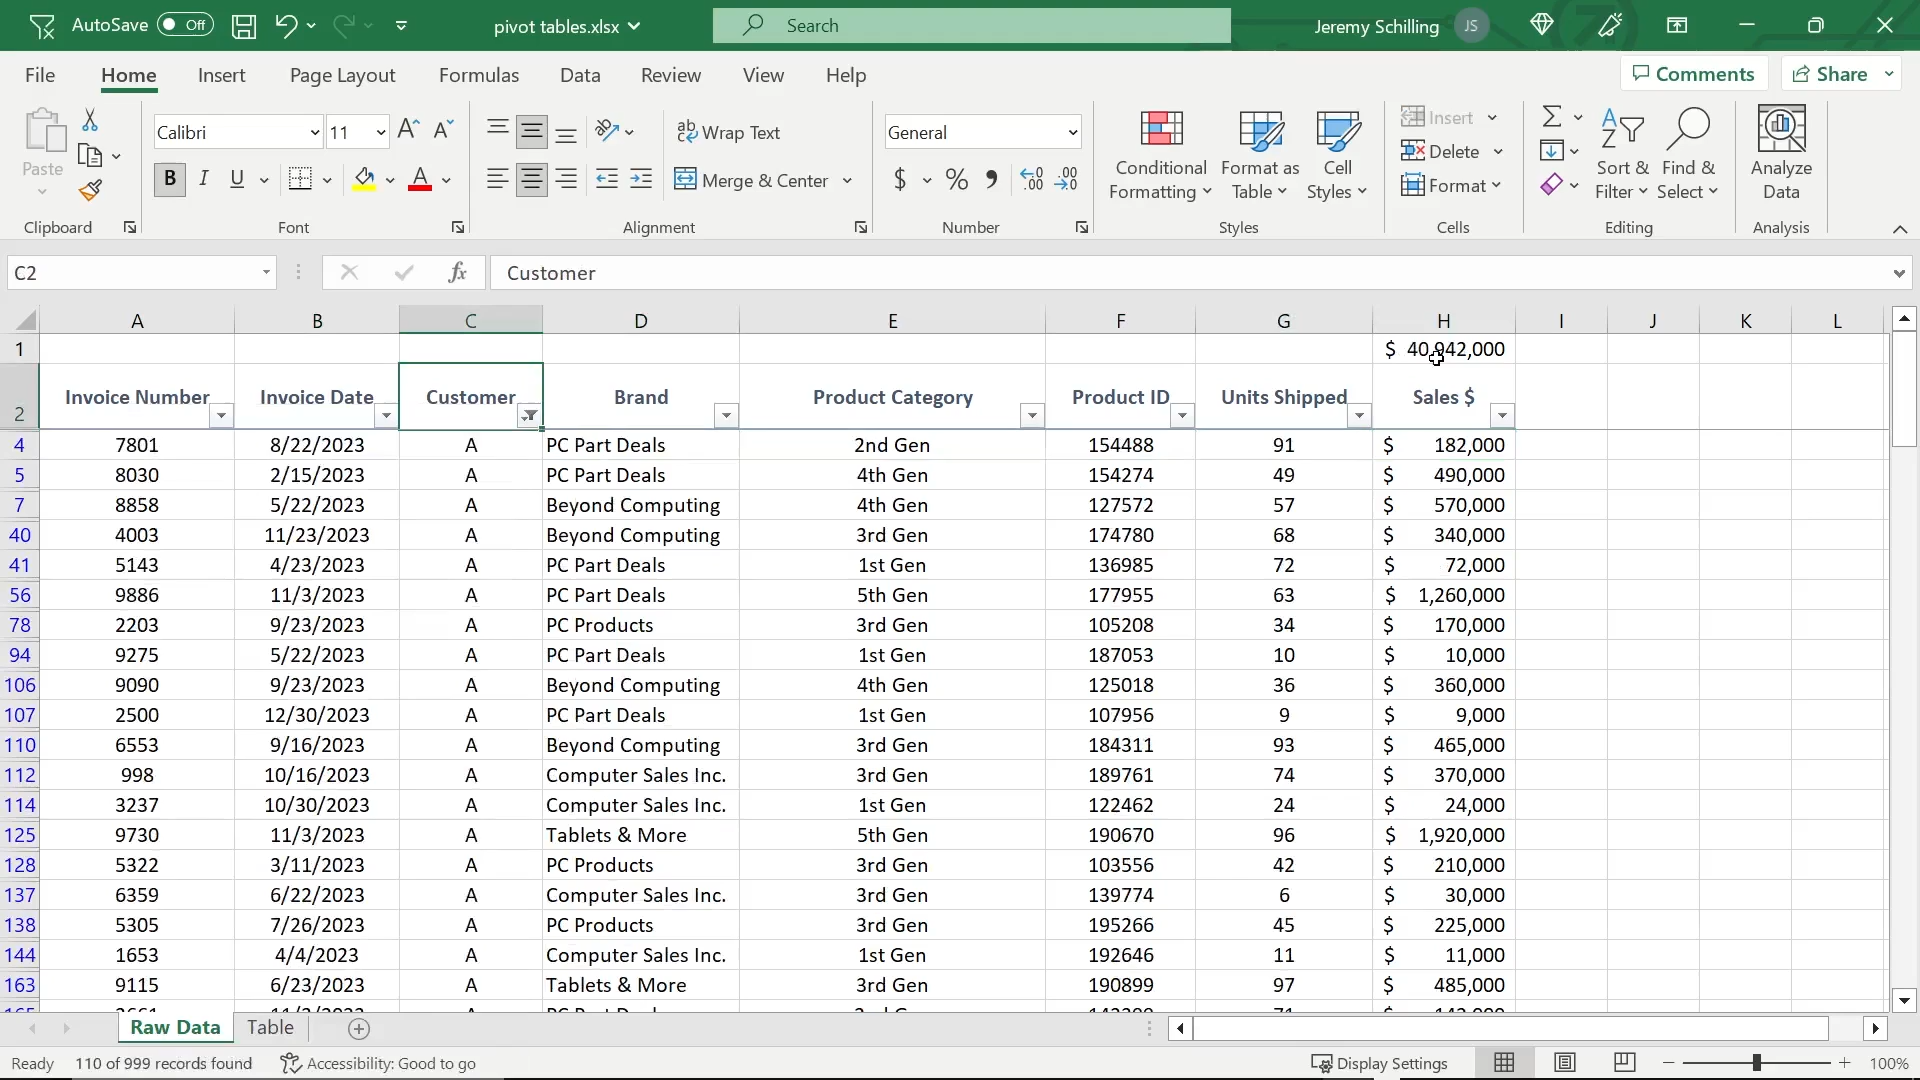 AutoSave Off pivot tables.xlsx Search Jeremy Schilling JS
File Home Insert Page Layout Formulas Data Review View Help Comments Share
Paste Calibri 11 Wrap Text General Conditional Formatting Format as Table Cell Styles Insert Sort & Filter Find & Select Analyze Data
B I U Merge & Center $ % Delete
Format
Clipboard Font Alignment Number Styles Cells Editing Analysis
C2 fx Customer
A B C D E F G H I J K L
1 $ 40,942,000
2 Invoice Number Invoice Date Customer Brand Product Category Product ID Units Shipped Sales $
4 7801 8/22/2023 A PC Part Deals 2nd Gen 154488 91 $ 182,000
5 8030 2/15/2023 A PC Part Deals 4th Gen 154274 49 $ 490,000
7 8858 5/22/2023 A Beyond Computing 4th Gen 127572 57 $ 570,000
40 4003 11/23/2023 A Beyond Computing 3rd Gen 174780 68 $ 340,000
41 5143 4/23/2023 A PC Part Deals 1st Gen 136985 72 $ 72,000
56 9886 11/3/2023 A PC Part Deals 5th Gen 177955 63 $ 1,260,000
78 2203 9/23/2023 A PC Products 3rd Gen 105208 34 $ 170,000
94 9275 5/22/2023 A PC Part Deals 1st Gen 187053 10 $ 10,000
106 9090 9/23/2023 A Beyond Computing 4th Gen 125018 36 $ 360,000
107 2500 12/30/2023 A PC Part Deals 1st Gen 107956 9 $ 9,000
110 6553 9/16/2023 A Beyond Computing 3rd Gen 184311 93 $ 465,000
112 998 10/16/2023 A Computer Sales Inc. 3rd Gen 189761 74 $ 370,000
114 3237 10/30/2023 A Computer Sales Inc. 1st Gen 122462 24 $ 24,000
125 9730 11/3/2023 A Tablets & More 5th Gen 190670 96 $ 1,920,000
128 5322 3/11/2023 A PC Products 3rd Gen 103556 42 $ 210,000
137 6359 6/22/2023 A Computer Sales Inc. 3rd Gen 139774 6 $ 30,000
138 5305 7/26/2023 A PC Products 3rd Gen 195266 45 $ 225,000
144 1653 4/4/2023 A Computer Sales Inc. 1st Gen 192646 11 $ 11,000
163 9115 6/23/2023 A Tablets & More 3rd Gen 190899 97 $ 485,000
Raw Data Table
Ready 110 of 999 records found Accessibility: Good to go Display Settings 100%